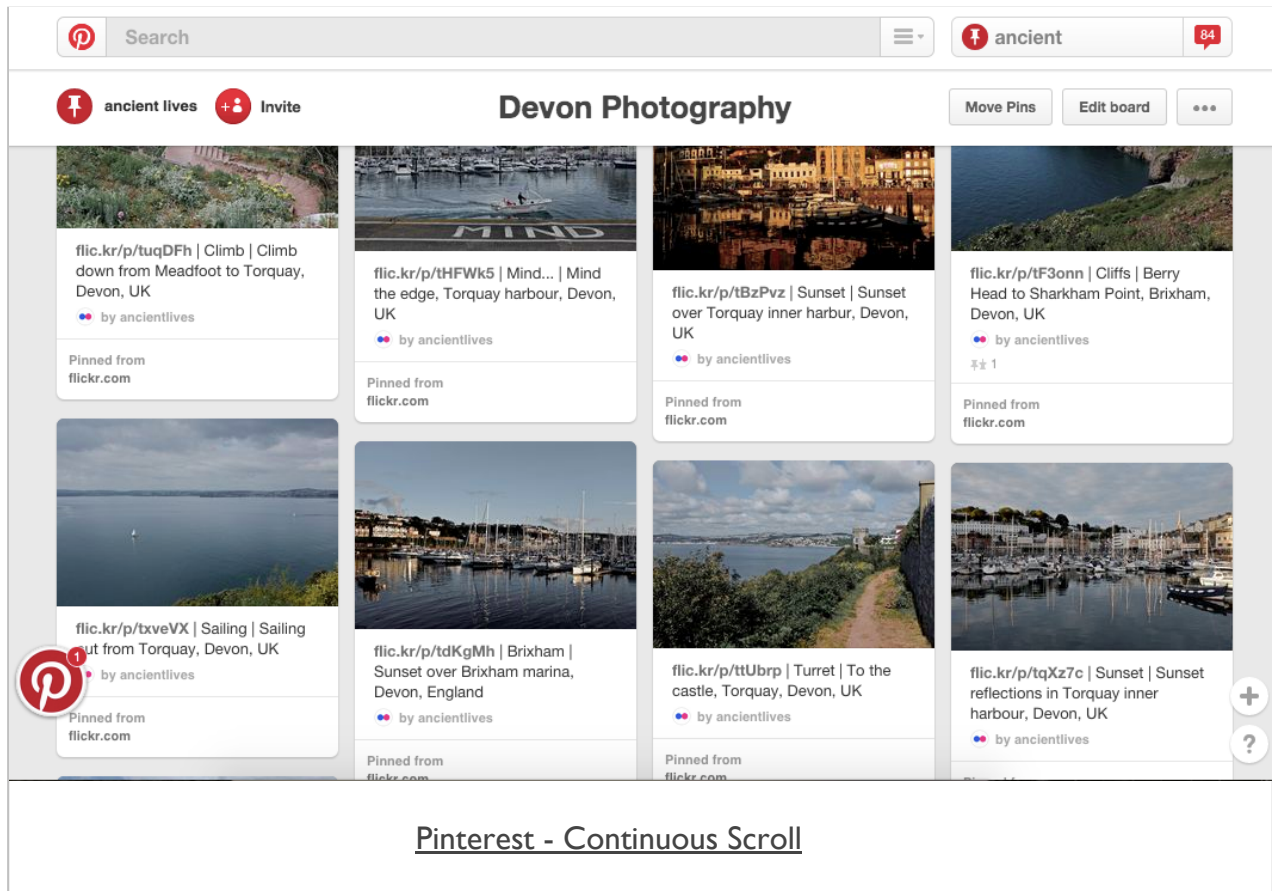 Search
ancient
84
ancient lives
Invite
Devon Photography
Move Pins
Edit board
MIND
flic.kr/p/tuqDFh | Climb | Climb
down from Meadfoot to Torquay,
Devon, UK
by ancientlives
Pinned from
flickr.com
flic.kr/p/tHFWk5 | Mind... | Mind
the edge, Torquay harbour, Devon,
UK
by ancientlives
Pinned from
flickr.com
flic.kr/p/tBzPvz | Sunset | Sunset
over Torquay inner harbur, Devon,
UK
by ancientlives
Pinned from
flickr.com
flic.kr/p/tF3onn | Cliffs | Berry
Head to Sharkham Point, Brixham,
Devon, UK
by ancientlives
1
Pinned from
flickr.com
flic.kr/p/txveVX | Sailing | Sailing
out from Torquay, Devon, UK
1
by ancientlives
Pinned from
flickr.com
flic.kr/p/tdKgMh | Brixham |
Sunset over Brixham marina,
Devon, England
by ancientlives
Pinned from
flickr.com
flic.kr/p/ttUbrp | Turret | To the
castle, Torquay, Devon, UK
by ancientlives
Pinned from
flickr.com
flic.kr/p/tqXz7c | Sunset | Sunset
reflections in Torquay inner
harbour, Devon, UK
by ancientlives
+
?
Pinterest - Continuous Scroll